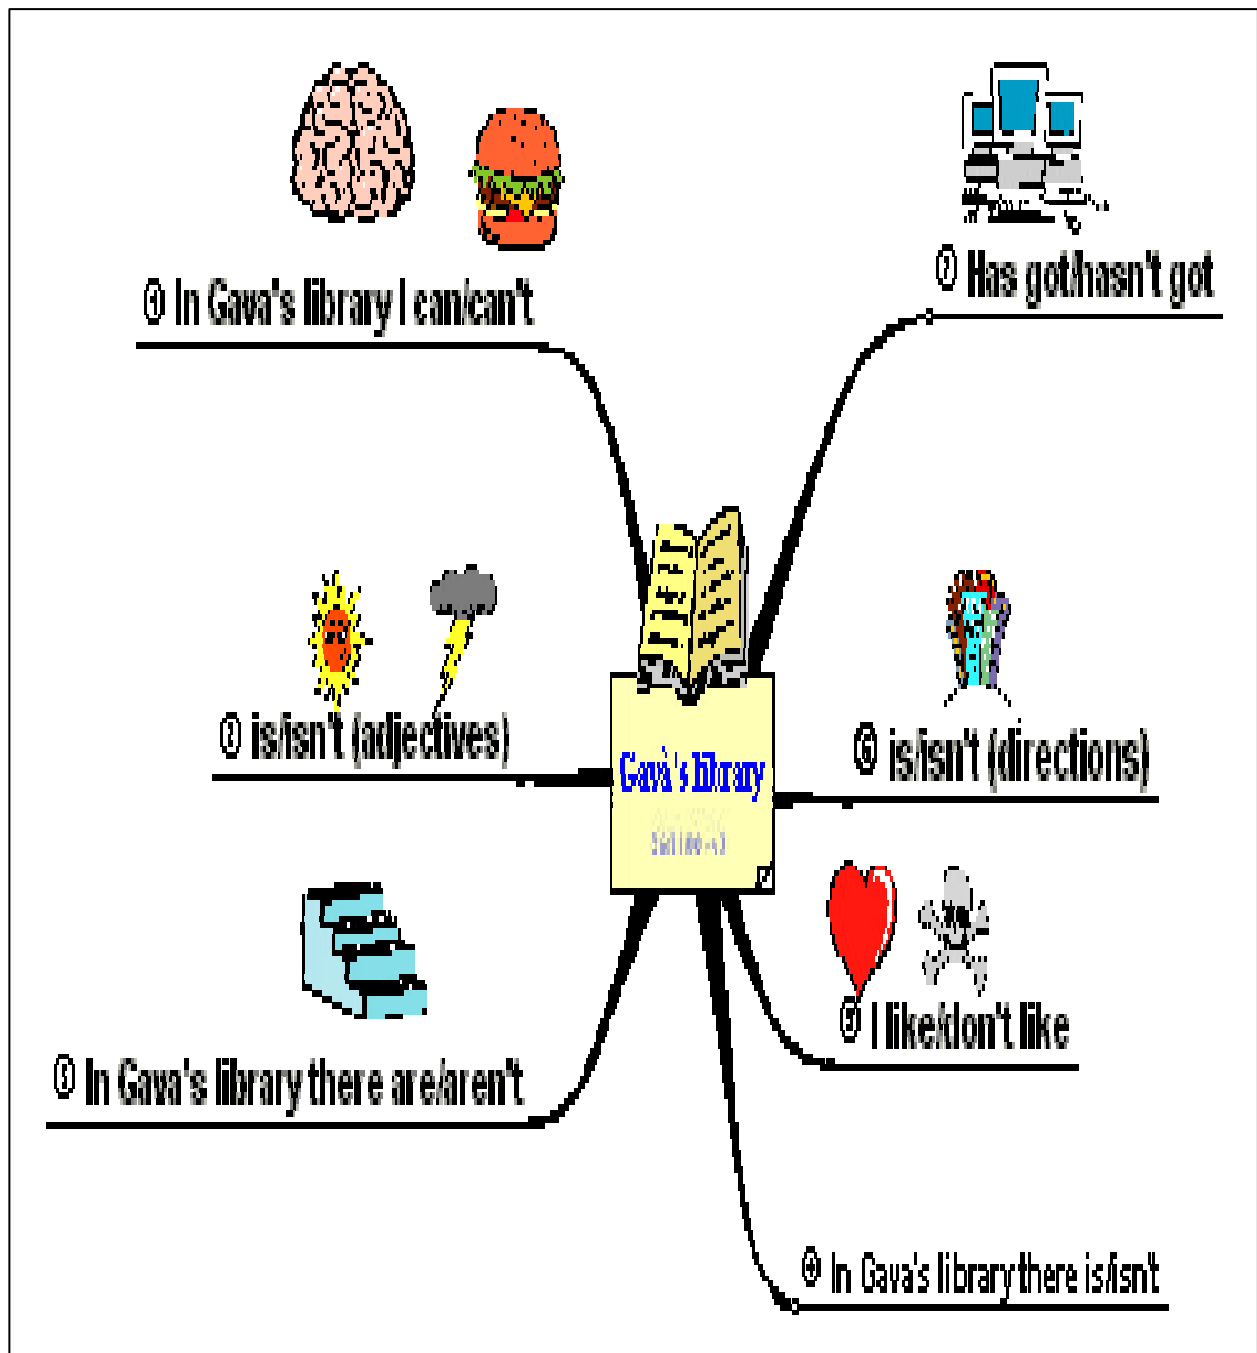 ① In Gava's library I can/can't
② is/isn't (adjectives)
③ In Gava's library there are/aren't
④ In Gava's library there is/isn't
⑤ I like/don't like
⑥ is/isn't (directions)
⑦ Has got/hasn't got
Gavà's library